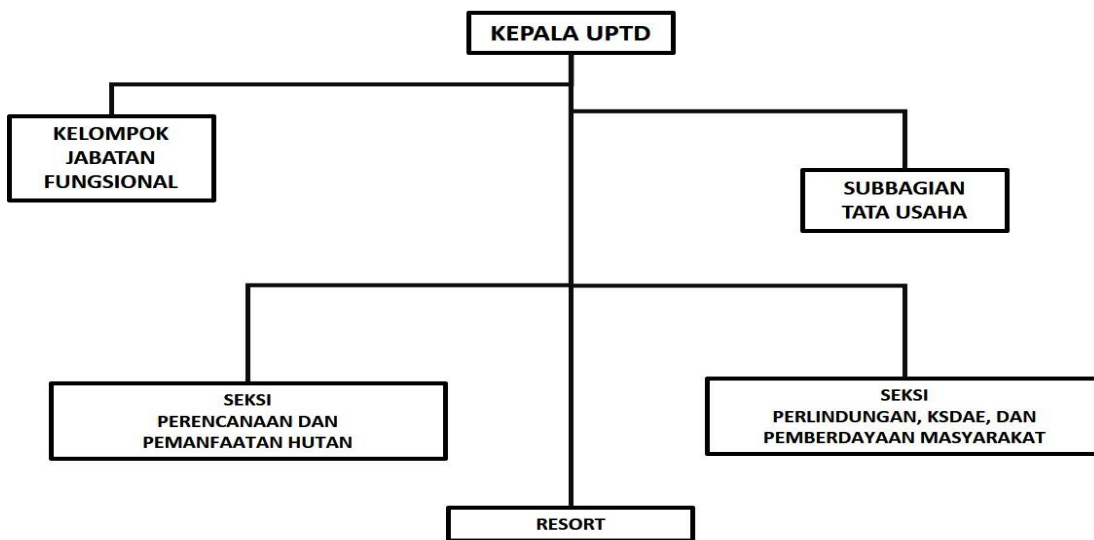 KEPALA UPTD
KELOMPOK
JABATAN
FUNGSIONAL
SUBBAGIAN
TATA USAHA
SEKSI
PERENCANAAN DAN
PEMANFAATAN HUTAN
SEKSI
PERLINDUNGAN, KSDAE, DAN
PEMBERDAYAAN MASYARAKAT
RESORT